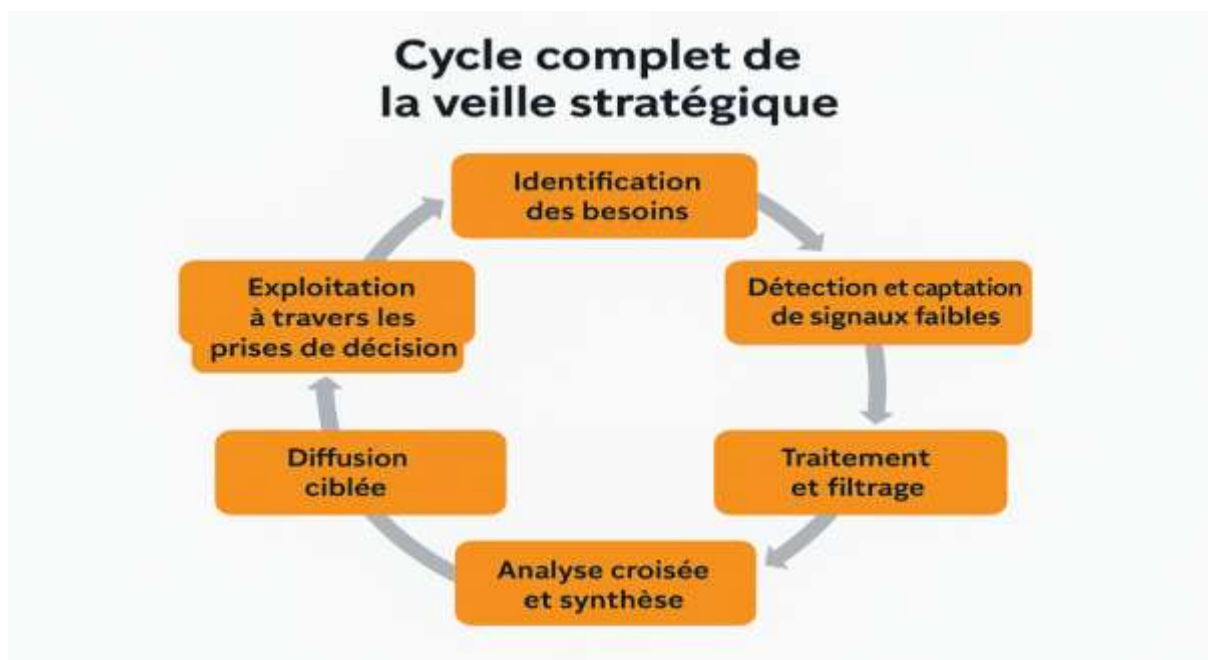 Cycle complet de
la veille stratégique
Identification
des besoins
Détection et captation
de signaux faibles
Traitement
et filtrage
Analyse croisée
et synthèse
Diffusion
ciblée
Exploitation
à travers les
prises de décision